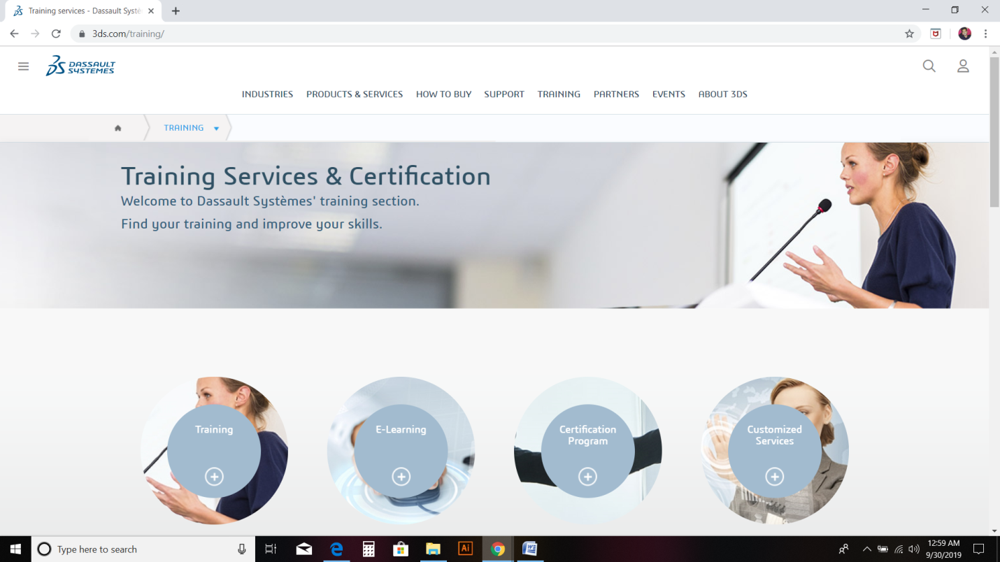 Training services - Dassault Systè
3ds.com/training/
DASSAULT
SYSTEMES
INDUSTRIES PRODUCTS & SERVICES HOW TO BUY SUPPORT TRAINING PARTNERS EVENTS ABOUT 3DS
TRAINING
Training Services & Certification
Welcome to Dassault Systèmes' training section.
Find your training and improve your skills.
Training
E-Learning
Certification
Program
Customized
Services
Type here to search
Ai
12:59 AM
9/30/2019